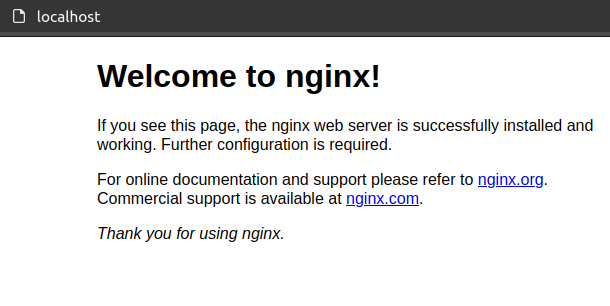 localhost
Welcome to nginx!
If you see this page, the nginx web server is successfully installed and
working. Further configuration is required.
For online documentation and support please refer to nginx.org.
Commercial support is available at nginx.com.
Thank you for using nginx.